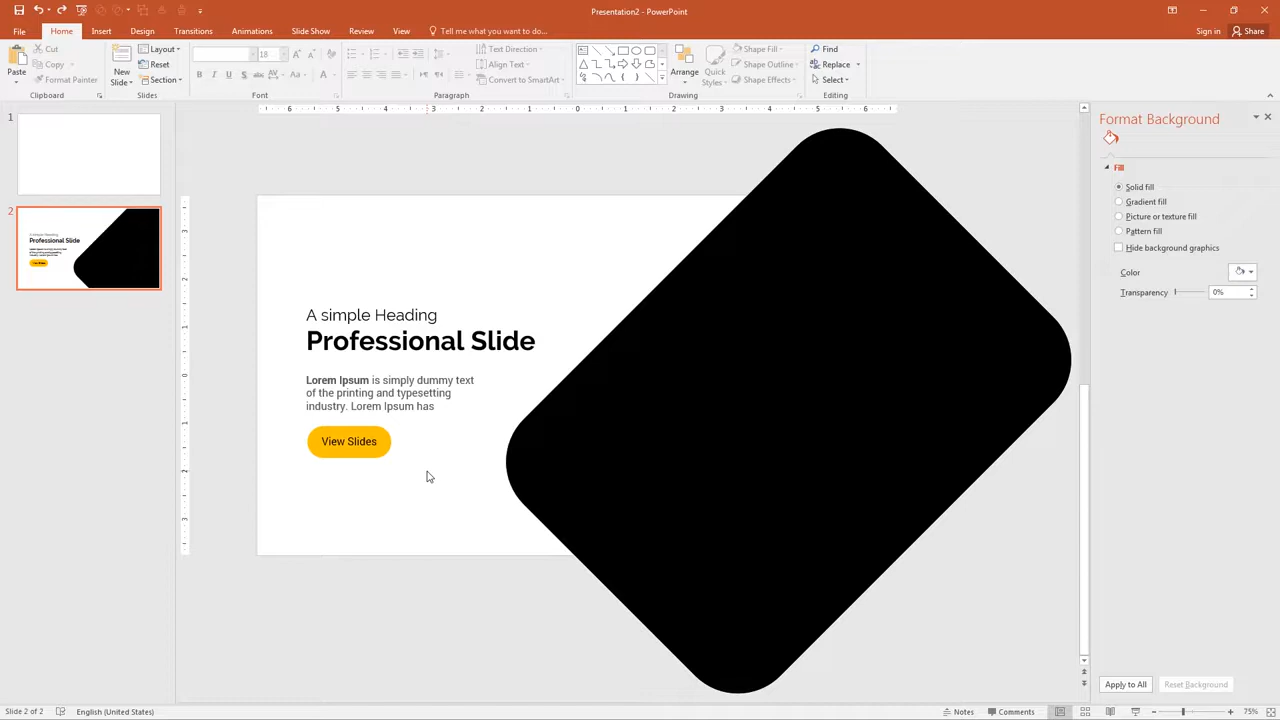 Presentation2 - PowerPoint
File Home Insert Design Transitions Animations Slide Show Review View Tell me what you want to do... Sign in Share
Paste Cut Copy Format Painter Clipboard
New Slide Layout Reset Section Slides
18 Font
Text Direction Align Text Convert to SmartArt Paragraph
Arrange Quick Styles Shape Fill Shape Outline Shape Effects Drawing
Find Replace Select Editing
1
2
A simple Heading
Professional Slide
Lorem Ipsum is simply dummy text
of the printing and typesetting
industry. Lorem Ipsum has
View Slides
Format Background
Fill
Solid fill
Gradient fill
Picture or texture fill
Pattern fill
Hide background graphics
Color
Transparency 0%
Apply to All Reset Background
Slide 2 of 2 English (United States) Notes Comments 75%